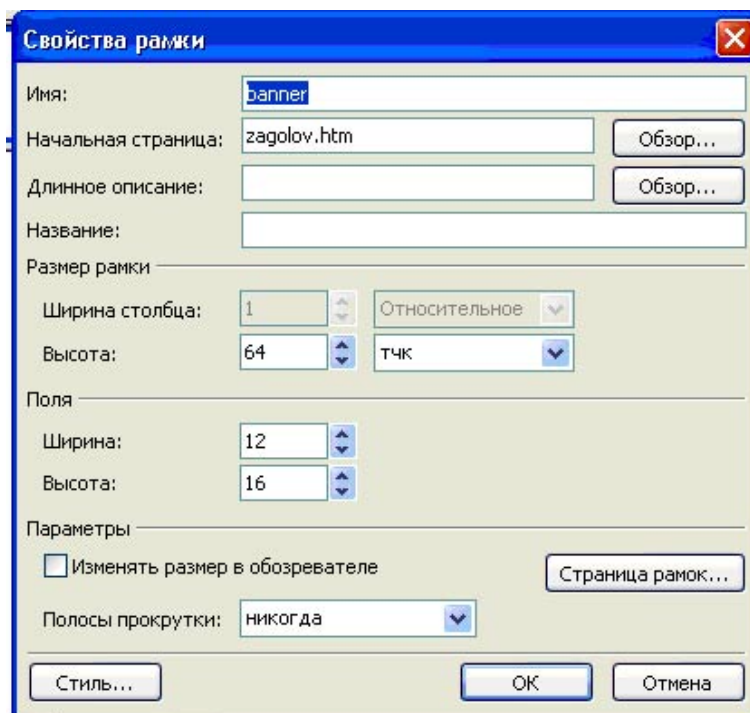 Свойства рамки
Имя: banner
Начальная страница: zagolov.htm Обзор...
Длинное описание: Обзор...
Название:
Размер рамки
Ширина столбца: 1 Относительное
Высота: 64 тчк
Поля
Ширина: 12
Высота: 16
Параметры
Изменять размер в обозревателе Страница рамок...
Полосы прокрутки: никогда
Стиль... ОК Отмена